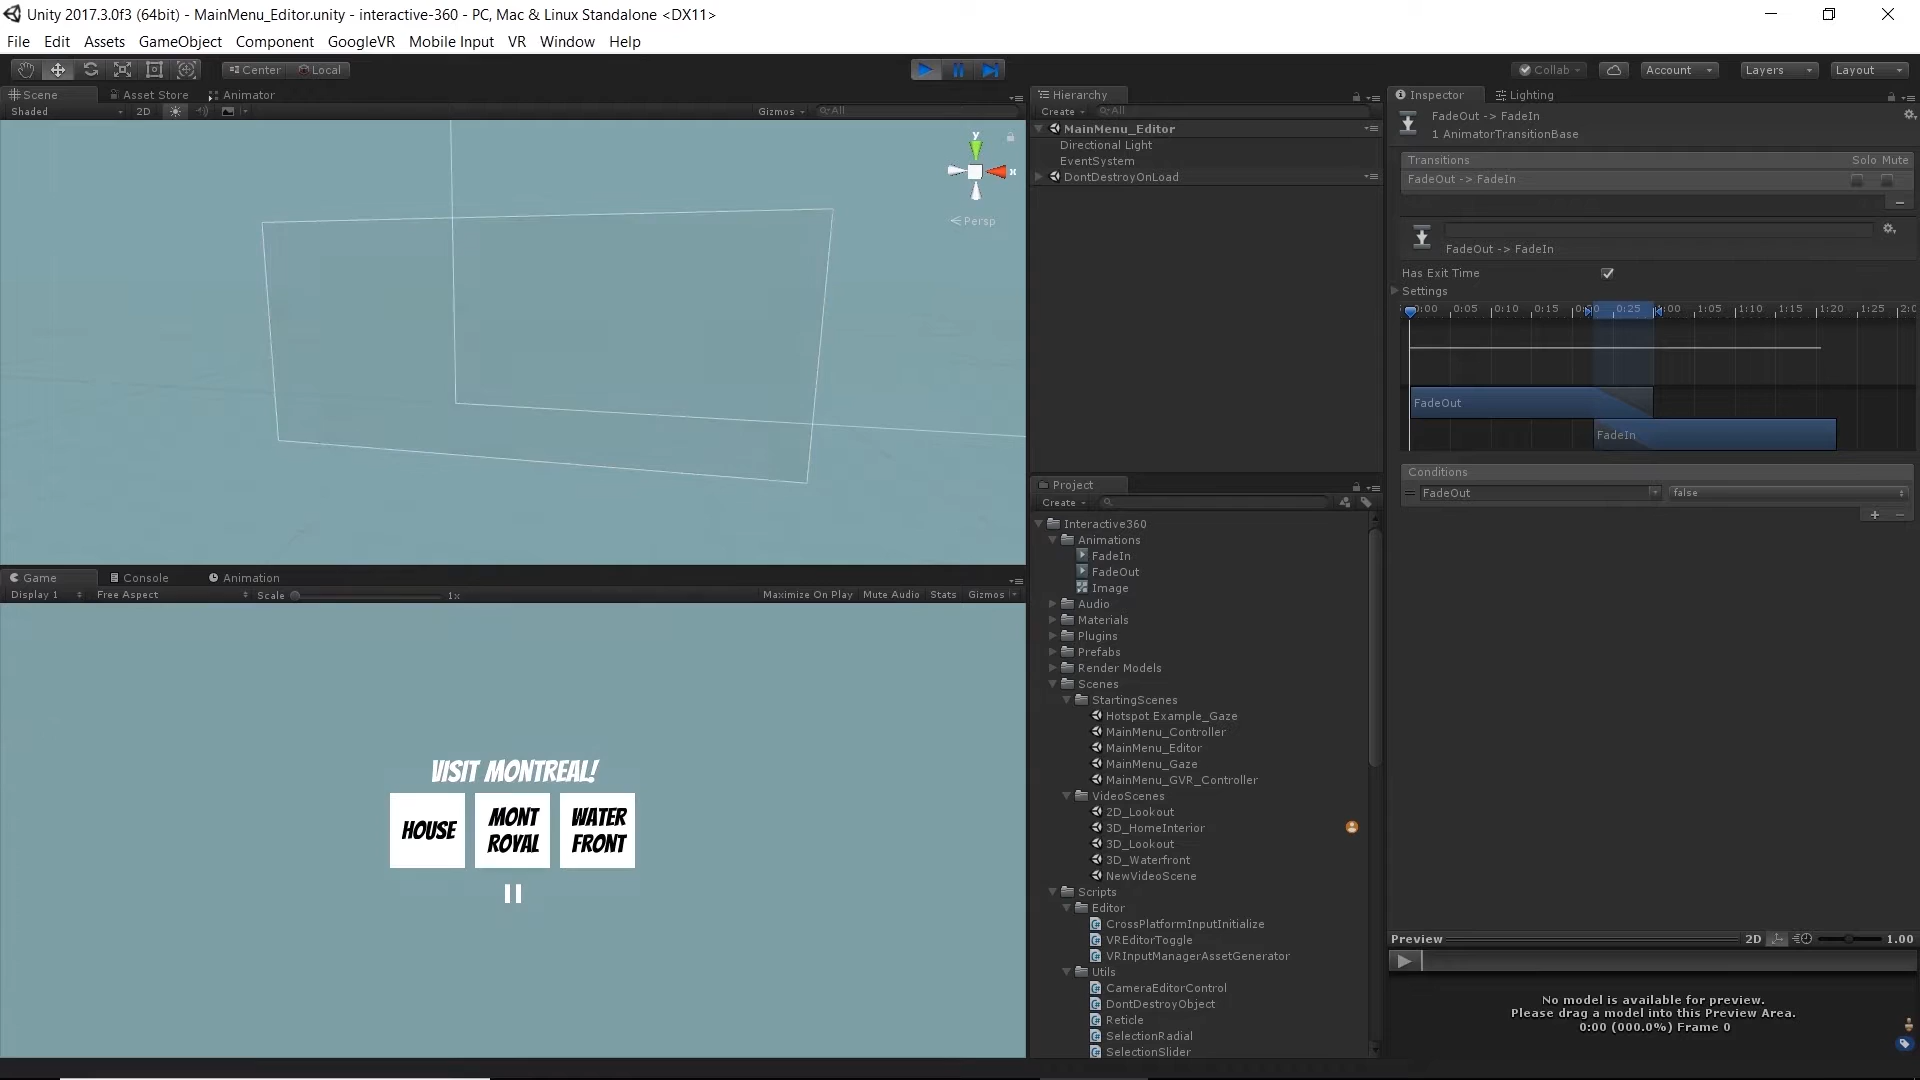 Unity 2017.3.0f3 (64bit) - MainMenu_Editor.unity - interactive-360 - PC, Mac & Linux Standalone <DX11>
File Edit Assets GameObject Component GoogleVR Mobile Input VR Window Help
Center Local Collab Account Layers Layout
Scene Asset Store Animator
Shaded 2D Gizmos All
y
x
Persp
Game Console Animation
Display 1 Free Aspect Scale 1x Maximize On Play Mute Audio Stats Gizmos
VISIT MONTREAL!
HOUSE
MONT
ROYAL
WATER
FRONT
Hierarchy
Create All
MainMenu_Editor
Directional Light
EventSystem
DontDestroyOnLoad
Project
Create
Interactive360
Animations
FadeIn
FadeOut
Image
Audio
Materials
Plugins
Prefabs
Render Models
Scenes
StartingScenes
Hotspot Example_Gaze
MainMenu_Controller
MainMenu_Editor
MainMenu_Gaze
MainMenu_GVR_Controller
VideoScenes
2D_Lookout
3D_HomeInterior
3D_Lookout
3D_Waterfront
NewVideoScene
Scripts
Editor
CrossPlatformInputInitialize
VREditorToggle
VRInputManagerAssetGenerator
Utils
CameraEditorControl
DontDestroyObject
Reticle
SelectionRadial
SelectionSlider
Inspector Lighting
FadeOut -> FadeIn
1 AnimatorTransitionBase
Transitions Solo Mute
FadeOut -> FadeIn
FadeOut -> FadeIn
Has Exit Time
Settings
0:05 0:10 0:15 0:25 1:05 1:10 1:15 1:20 1:25
FadeOut
FadeIn
Conditions
FadeOut false
Preview 2D 1.00
No model is available for preview.
Please drag a model into this Preview Area.
0:00 (000.0%) Frame 0